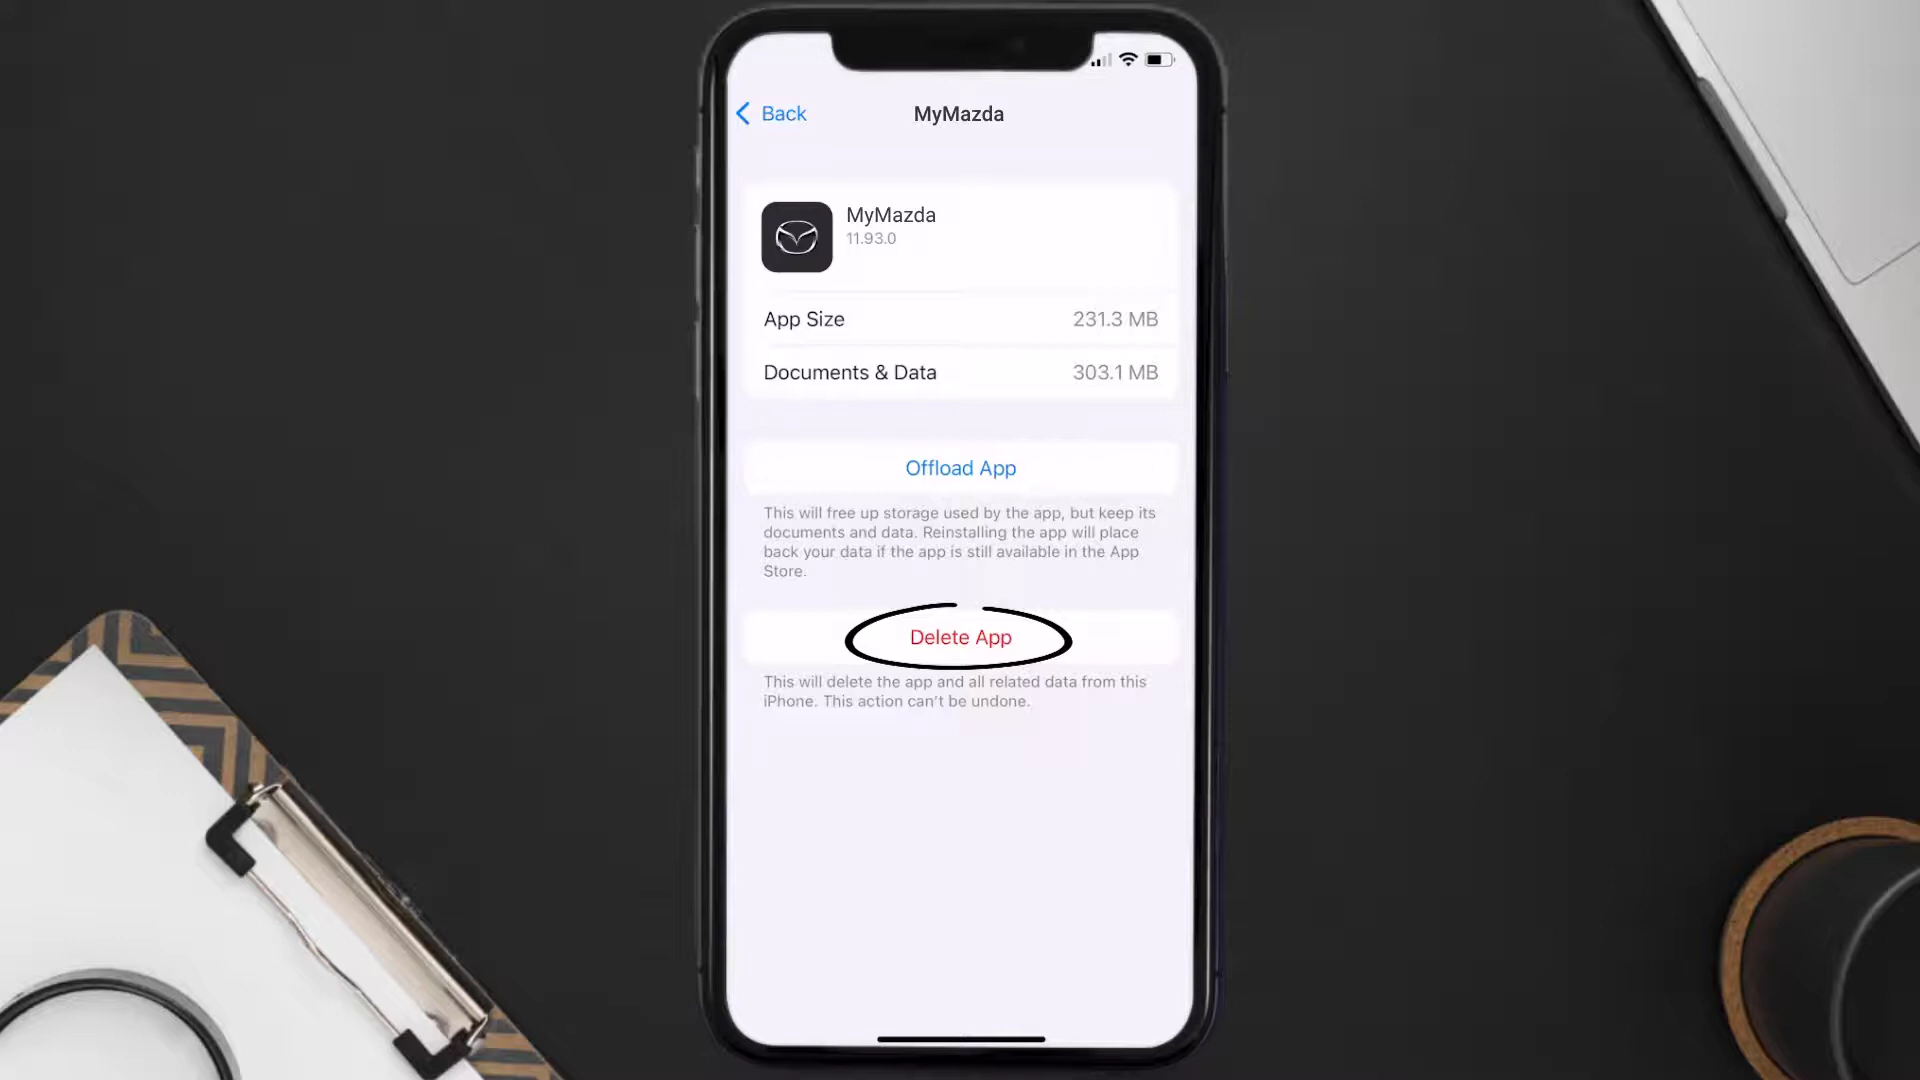 Back
MyMazda
MyMazda
11.93.0
App Size
231.3 MB
Documents & Data
303.1 MB
Offload App
This will free up storage used by the app, but keep its
documents and data. Reinstalling the app will place
back your data if the app is still available in the App
Store.
Delete App
This will delete the app and all related data from this
iPhone. This action can't be undone.